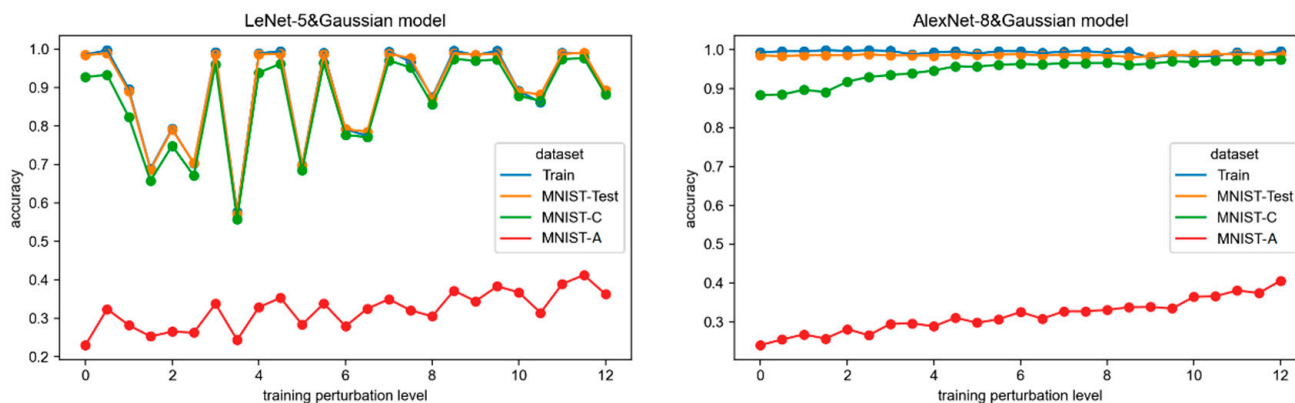 LeNet-5&Gaussian model
1.0
0.9
0.8
0.7
0.6
0.5
0.4
0.3
0.2
accuracy
dataset
Train
MNIST-Test
MNIST-C
MNIST-A
0 2 4 6 8 10 12
training perturbation level
AlexNet-8&Gaussian model
1.0
0.9
0.8
0.7
0.6
0.5
0.4
0.3
accuracy
dataset
Train
MNIST-Test
MNIST-C
MNIST-A
0 2 4 6 8 10 12
training perturbation level